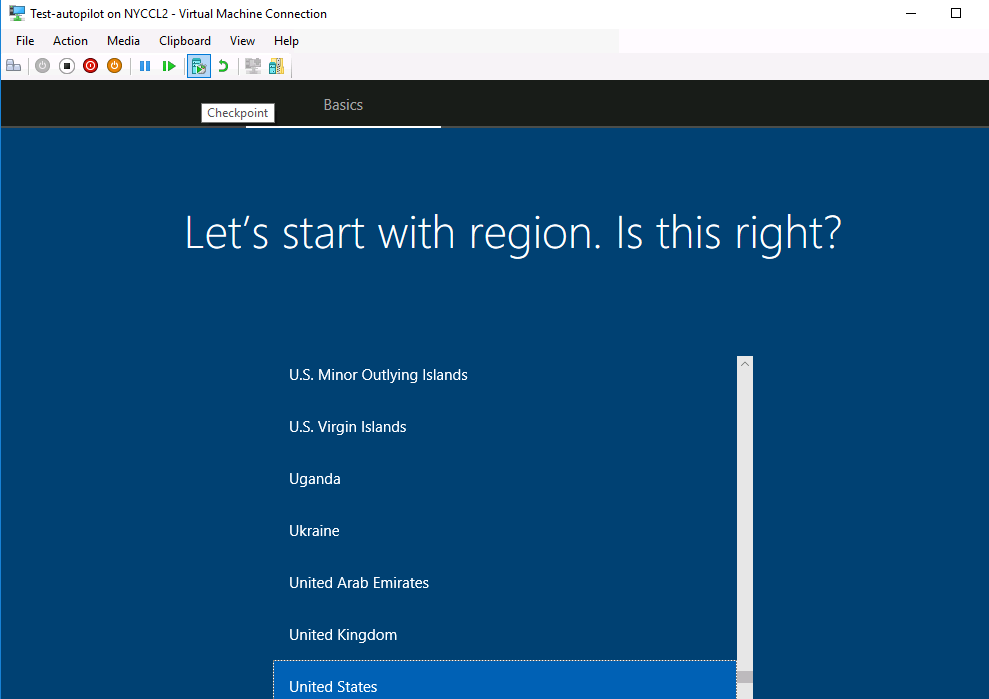 Test-autopilot on NYCCL2 - Virtual Machine Connection
File Action Media Clipboard View Help
Basics
Checkpoint
Let’s start with region. Is this right?
U.S. Minor Outlying Islands
U.S. Virgin Islands
Uganda
Ukraine
United Arab Emirates
United Kingdom
United States